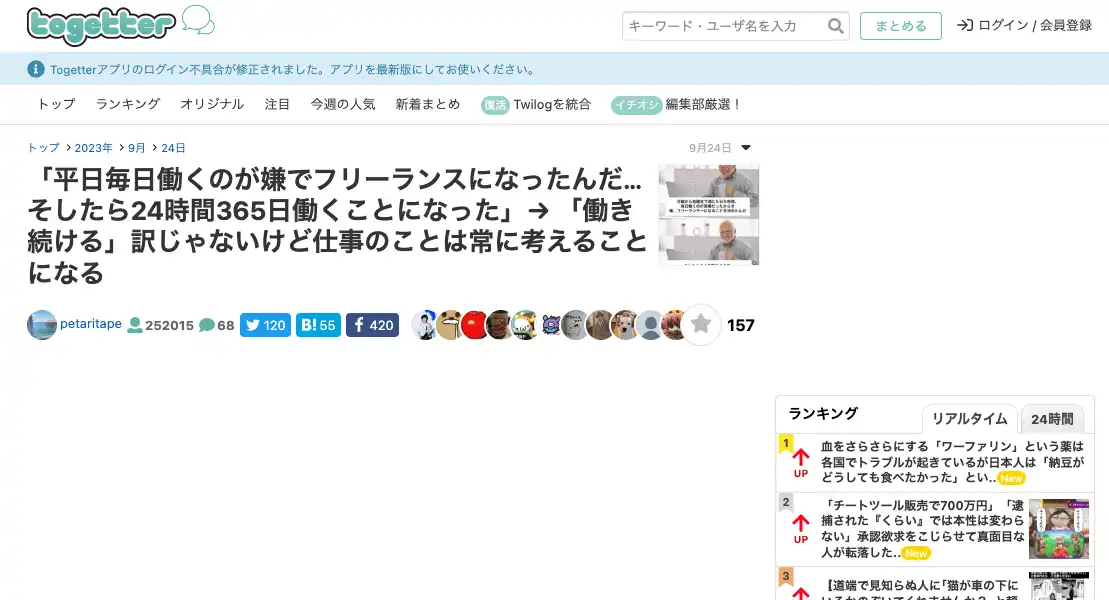 togetter
キーワード・ユーザ名を入力
まとめる
ログイン / 会員登録
Togetterアプリのログイン不具合が修正されました。アプリを最新版にしてお使いください。
トップ ランキング オリジナル 注目 今週の人気 新着まとめ 復活 Twilogを統合 イチオシ 編集部厳選！
トップ 2023年 9月 24日
9月24日
「平日毎日働くのが嫌でフリーランスになったんだ…
そしたら24時間365日働くことになった」→ 「働き
続ける」訳じゃないけど仕事のことは常に考えること
になる
petaritape 252015 68 120 B! 55 f 420 157
ランキング リアルタイム 24時間
1 UP
血をさらさらにする「ワーファリン」という薬は
各国でトラブルが起きているが日本人は「納豆が
どうしても食べたかった」とい.. New
2 UP
「チートツール販売で700万円」「逮
捕された『くらい』では本性は変わら
ない」承認欲求をこじらせて真面目な
人が転落した.. New
3
【道端で見知らぬ人に「猫が車の下に